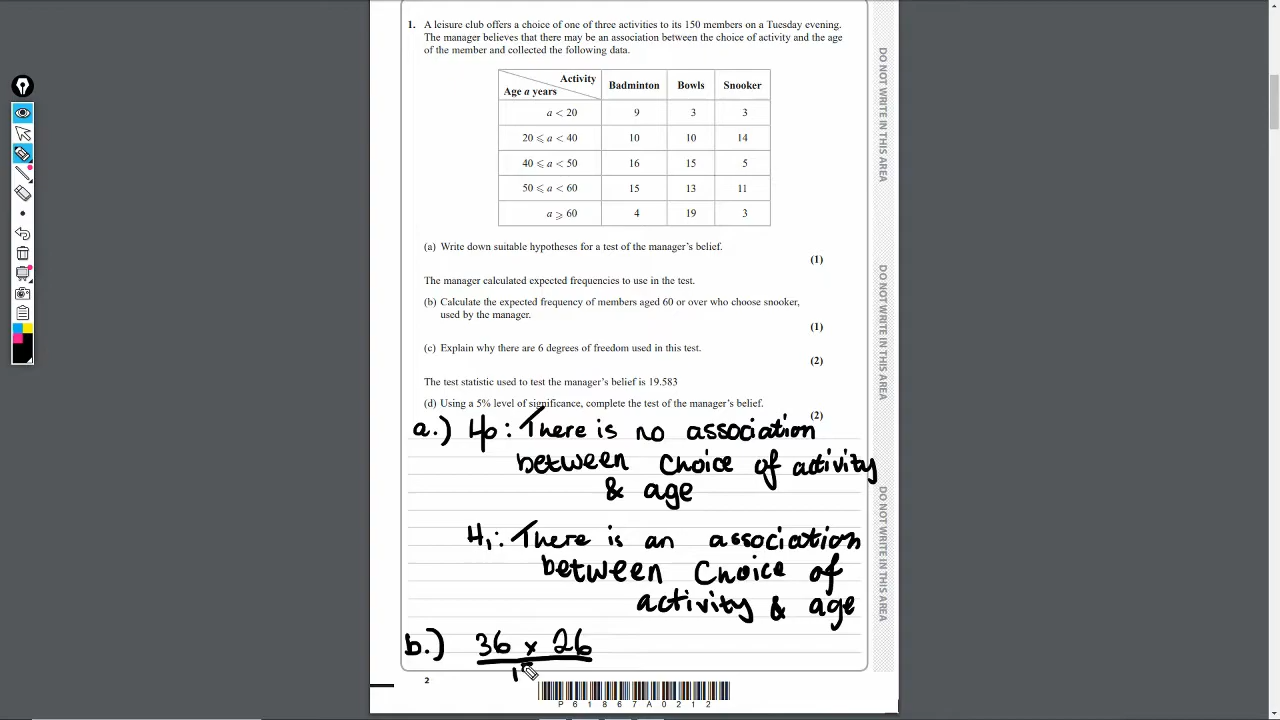 1. A leisure club offers a choice of one of three activities to its 150 members on a Tuesday evening.
The manager believes that there may be an association between the choice of activity and the age
of the member and collected the following data.
Activity
Age a years
Badminton Bowls Snooker
a < 20 9 3 3
20 ⩽ a < 40 10 10 14
40 ⩽ a < 50 16 15 5
50 ⩽ a < 60 15 13 11
a ⩾ 60 4 19 3
(a) Write down suitable hypotheses for a test of the manager's belief.
(1)
The manager calculated expected frequencies to use in the test.
(b) Calculate the expected frequency of members aged 60 or over who choose snooker,
used by the manager.
(1)
(c) Explain why there are 6 degrees of freedom used in this test.
(2)
The test statistic used to test the manager's belief is 19.583
(d) Using a 5% level of significance, complete the test of the manager's belief.
(2)
a.) H0 : There is no association
between choice of activity
& age
H1 : There is an association
between choice of
activity & age
b.) 36 x 26
2
P61867A0212
DO NOT WRITE IN THIS AREA
DO NOT WRITE IN THIS AREA
DO NOT WRITE IN THIS AREA